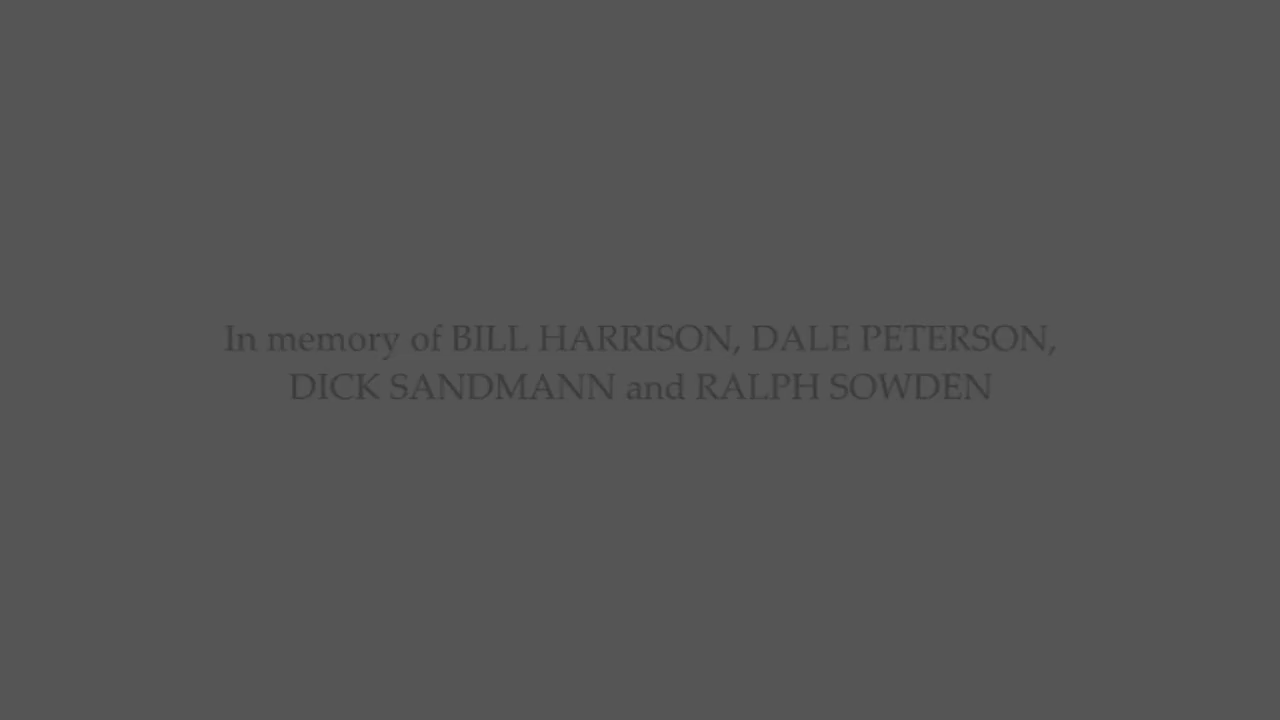 In memory of BILL HARRISON, DALE PETERSON,
DICK SANDMANN and RALPH SOWDEN